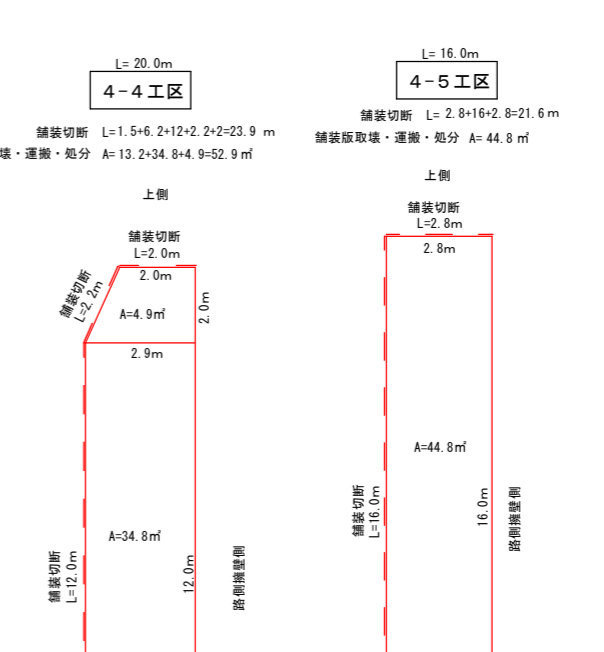 L= 20.0m
4-4工区
舗装切断 L=1.5+6.2+12+2.2+2=23.9 m
壊・運搬・処分 A= 13.2+34.8+4.9=52.9㎡
上側
舗装切断
L=2.0m
2.0m
舗装切断
L=2.2m
A=4.9㎡
2.0m
2.9m
A=34.8㎡
舗装切断
L=12.0m
12.0m
路側擁壁側
L= 16.0m
4-5工区
舗装切断 L= 2.8+16+2.8=21.6m
舗装版取壊・運搬・処分 A= 44.8㎡
上側
舗装切断
L=2.8m
2.8m
A=44.8㎡
舗装切断
L=16.0m
16.0m
路側擁壁側